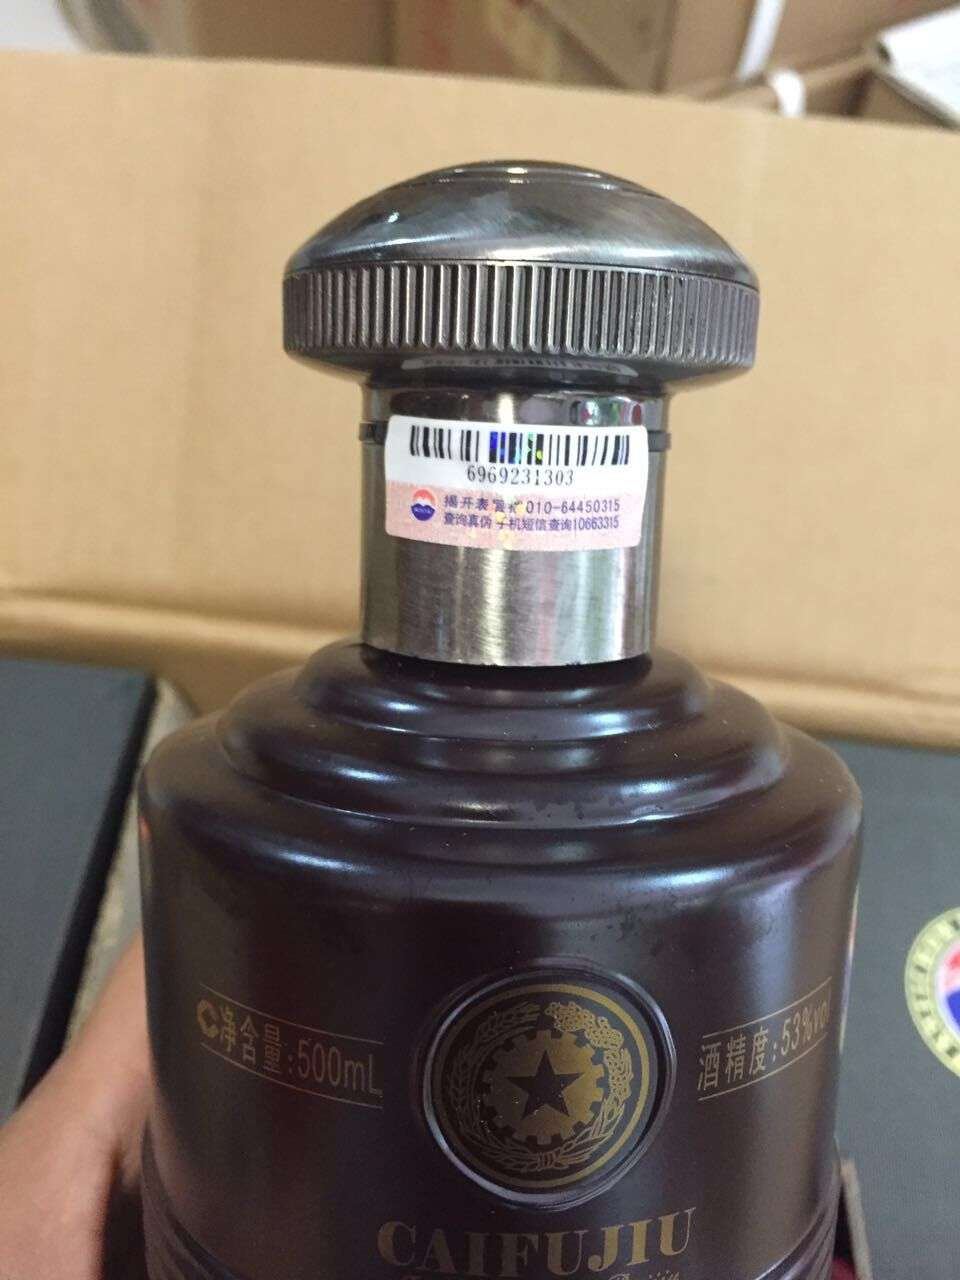 6969231303
揭开表 010-64450315
查询真伪 手机短信查询10663315
净含量:500mL
酒精度:53%vol
CAIFUJIU